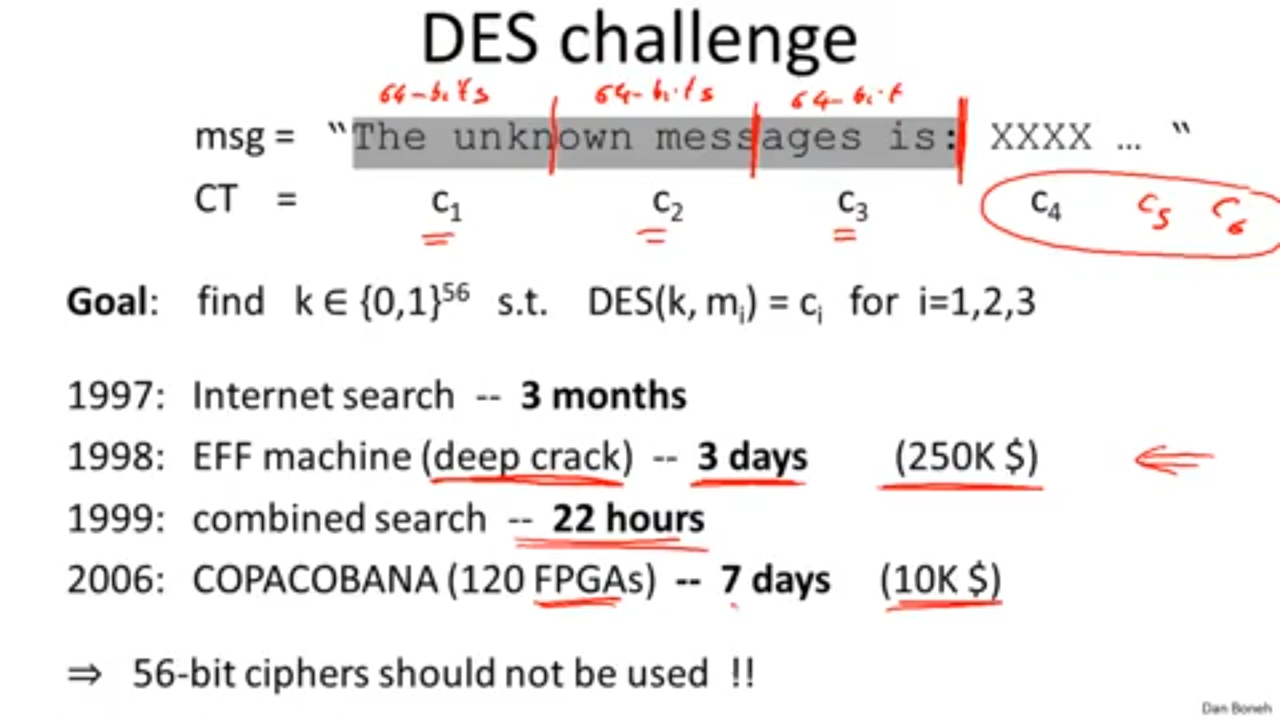 DES challenge
64-bits 64-bits 64-bit
msg = "The unknown messages is: XXXX … "
CT = c₁ c₂ c₃ c₄ c₅ c₆
Goal: find k ∈ {0,1}⁵⁶ s.t. DES(k, mᵢ) = cᵢ for i=1,2,3
1997: Internet search -- 3 months
1998: EFF machine (deep crack) -- 3 days (250K $)
1999: combined search -- 22 hours
2006: COPACOBANA (120 FPGAs) -- 7 days (10K $)
⇒ 56-bit ciphers should not be used !!
Dan Boneh